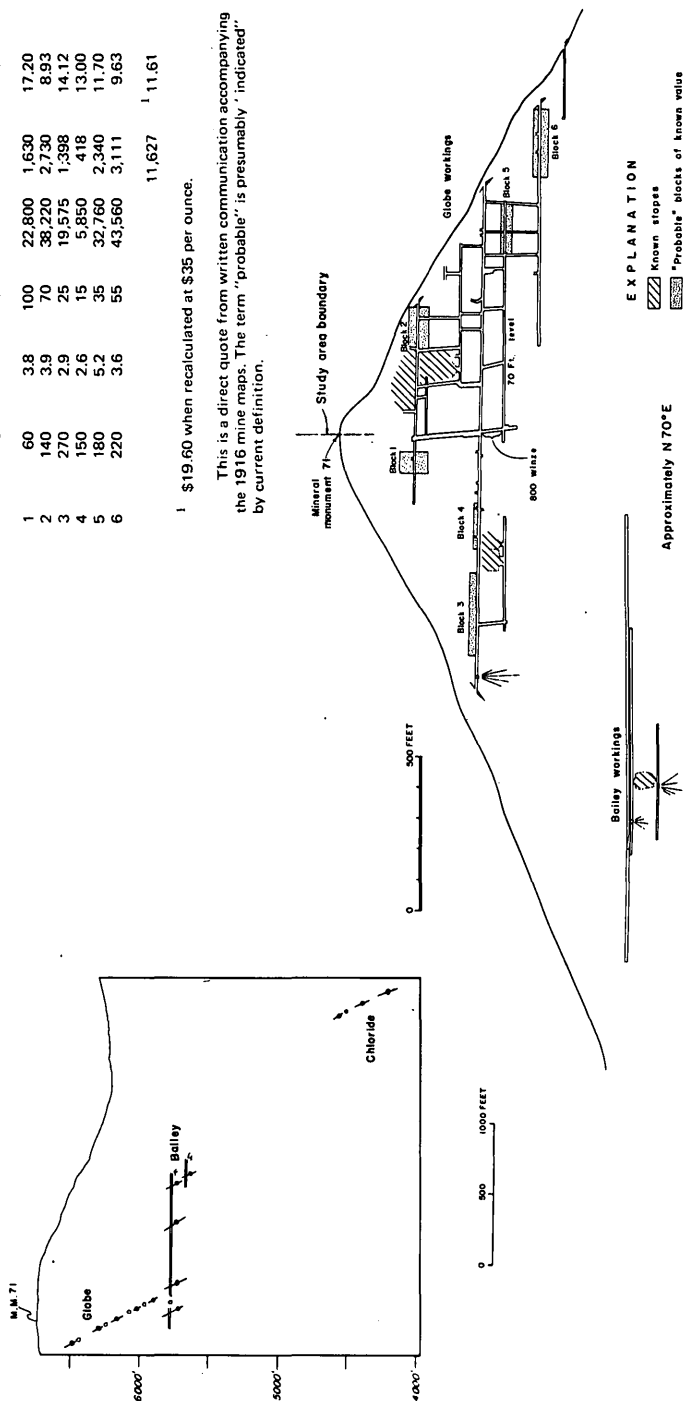 1 60 3.8 100 22,800 1,630 17.20
2 140 3.9 70 38,220 2,730 8.93
3 270 2.9 25 19,575 1,398 14.12
4 150 2.6 15 5,850 418 13.00
5 180 5.2 35 32,760 2,340 11.70
6 220 3.6 55 43,560 3,111 9.63
11,627 1 11.61
1 $19.60 when recalculated at $35 per ounce.
This is a direct quote from written communication accompanying
the 1916 mine maps. The term "probable" is presumably 'indicated"
by current definition.
Study area boundary
Mineral
monument 71
Globe workings
Block 1
Block 2
Block 3
Block 4
Block 5
Block 6
70 Ft. level
800 winze
0 500 FEET
EXPLANATION
Known stopes
"Probable" blocks of known value
Bailey workings
Approximately N 70° E
M.M. 71
Globe
Bailey
Chloride
6000'
5000'
4000'
0 500 1000 FEET